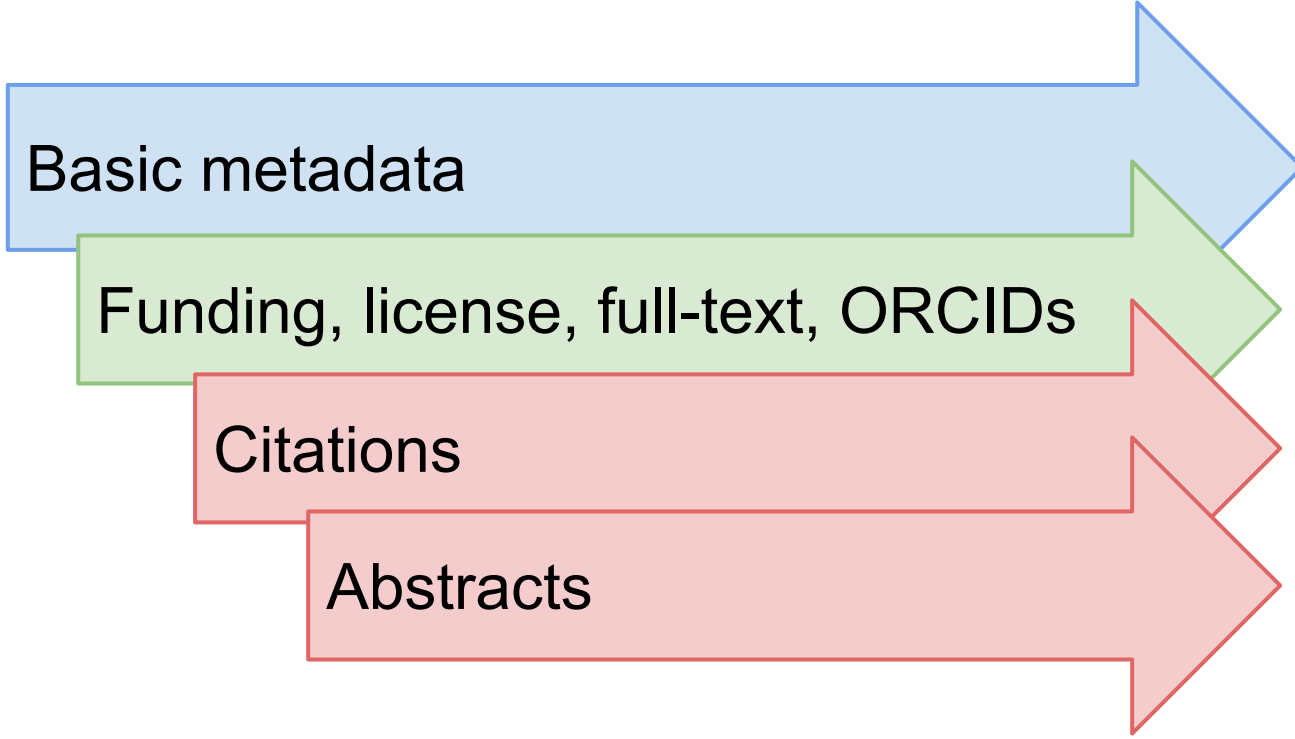 Basic metadata
Funding, license, full-text, ORCIDs
Citations
Abstracts